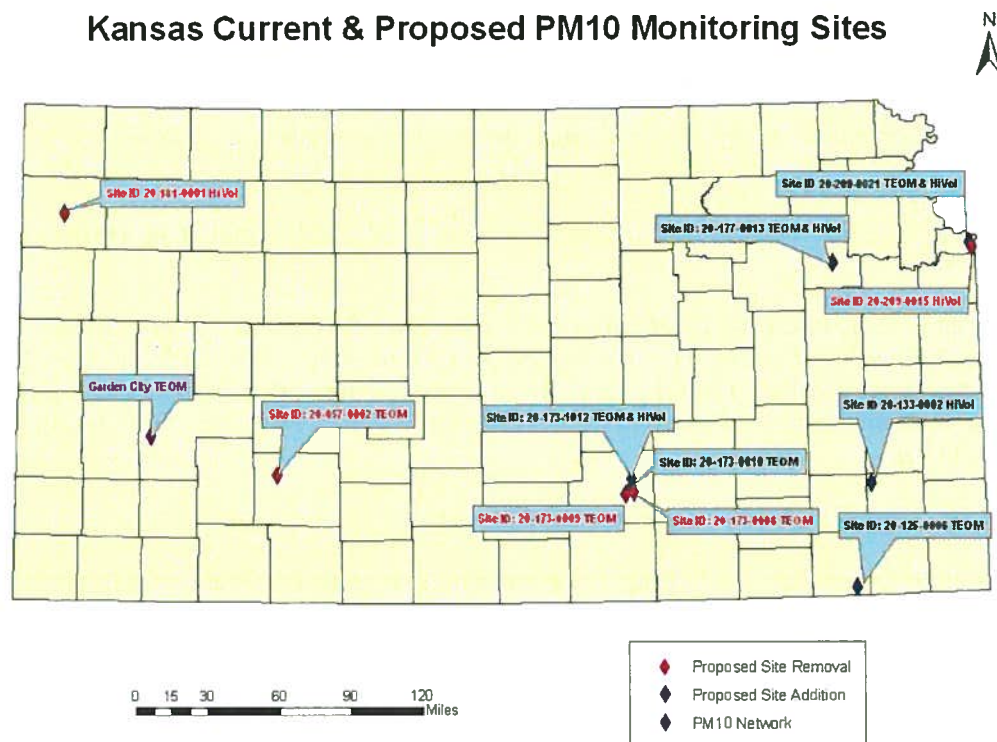 Kansas Current & Proposed PM10 Monitoring Sites
N
Site ID 20-181-0001 HiVol
Site ID 20-209-0021 TEOM & HiVol
Site ID: 20-177-0013 TEOM & HiVol
Site ID 20-209-0015 HiVol
Garden City TEOM
Site ID: 20-057-0002 TEOM
Site ID: 20-173-1012 TEOM & HiVol
Site ID 20-133-0002 HiVol
Site ID: 20-173-0010 TEOM
Site ID: 20-173-0009 TEOM
Site ID: 20-173-0008 TEOM
Site ID: 20-125-0006 TEOM
0 15 30 60 90 120
Miles
Proposed Site Removal
Proposed Site Addition
PM10 Network